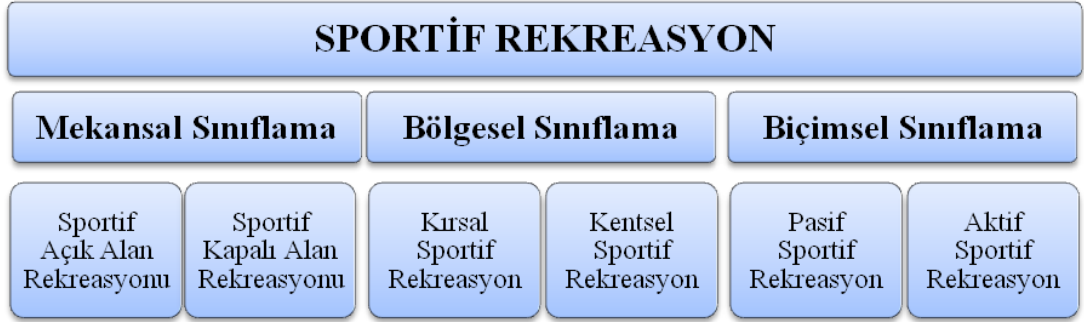 SPORTİF REKREASYON
Mekansal Sınıflama
Bölgesel Sınıflama
Biçimsel Sınıflama
Sportif
Açık Alan
Rekreasyonu
Sportif
Kapalı Alan
Rekreasyonu
Kırsal
Sportif
Rekreasyon
Kentsel
Sportif
Rekreasyon
Pasif
Sportif
Rekreasyon
Aktif
Sportif
Rekreasyon